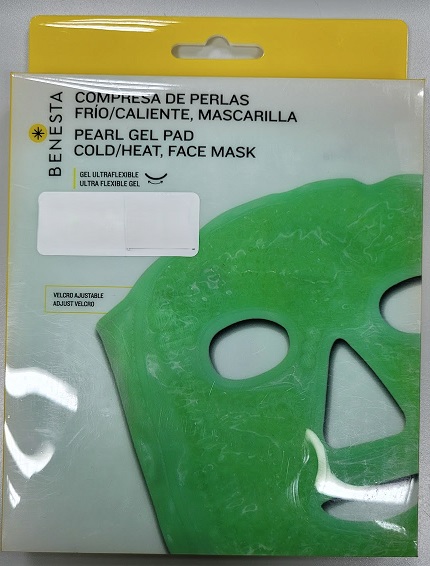 BENESTA
COMPRESA DE PERLAS
FRÍO/CALIENTE, MASCARILLA
PEARL GEL PAD
COLD/HEAT, FACE MASK
GEL ULTRAFLEXIBLE
ULTRA FLEXIBLE GEL
VELCRO AJUSTABLE
ADJUST VELCRO